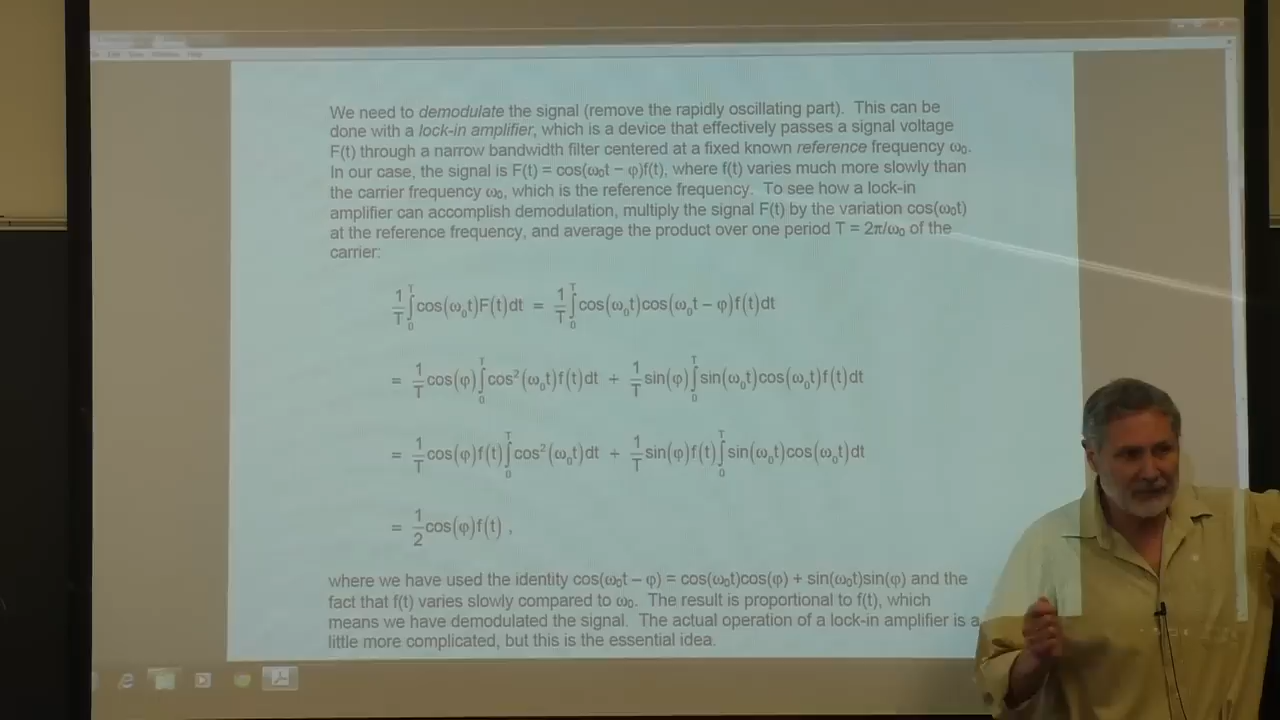 We need to demodulate the signal (remove the rapidly oscillating part). This can be
done with a lock-in amplifier, which is a device that effectively passes a signal voltage
F(t) through a narrow bandwidth filter centered at a fixed known reference frequency ω₀.
In our case, the signal is F(t) = cos(ω₀t − φ)f(t), where f(t) varies much more slowly than
the carrier frequency ω₀, which is the reference frequency. To see how a lock-in
amplifier can accomplish demodulation, multiply the signal F(t) by the variation cos(ω₀t)
at the reference frequency, and average the product over one period T = 2π/ω₀ of the
carrier:
1/T ∫₀ᵀ cos(ω₀t)F(t)dt = 1/T ∫₀ᵀ cos(ω₀t)cos(ω₀t − φ)f(t)dt
= 1/T cos(φ) ∫₀ᵀ cos²(ω₀t)f(t)dt + 1/T sin(φ) ∫₀ᵀ sin(ω₀t)cos(ω₀t)f(t)dt
= 1/T cos(φ)f(t) ∫₀ᵀ cos²(ω₀t)dt + 1/T sin(φ)f(t) ∫₀ᵀ sin(ω₀t)cos(ω₀t)dt
= 1/2 cos(φ)f(t) ,
where we have used the identity cos(ω₀t − φ) = cos(ω₀t)cos(φ) + sin(ω₀t)sin(φ) and the
fact that f(t) varies slowly compared to ω₀. The result is proportional to f(t), which
means we have demodulated the signal. The actual operation of a lock-in amplifier is a
little more complicated, but this is the essential idea.